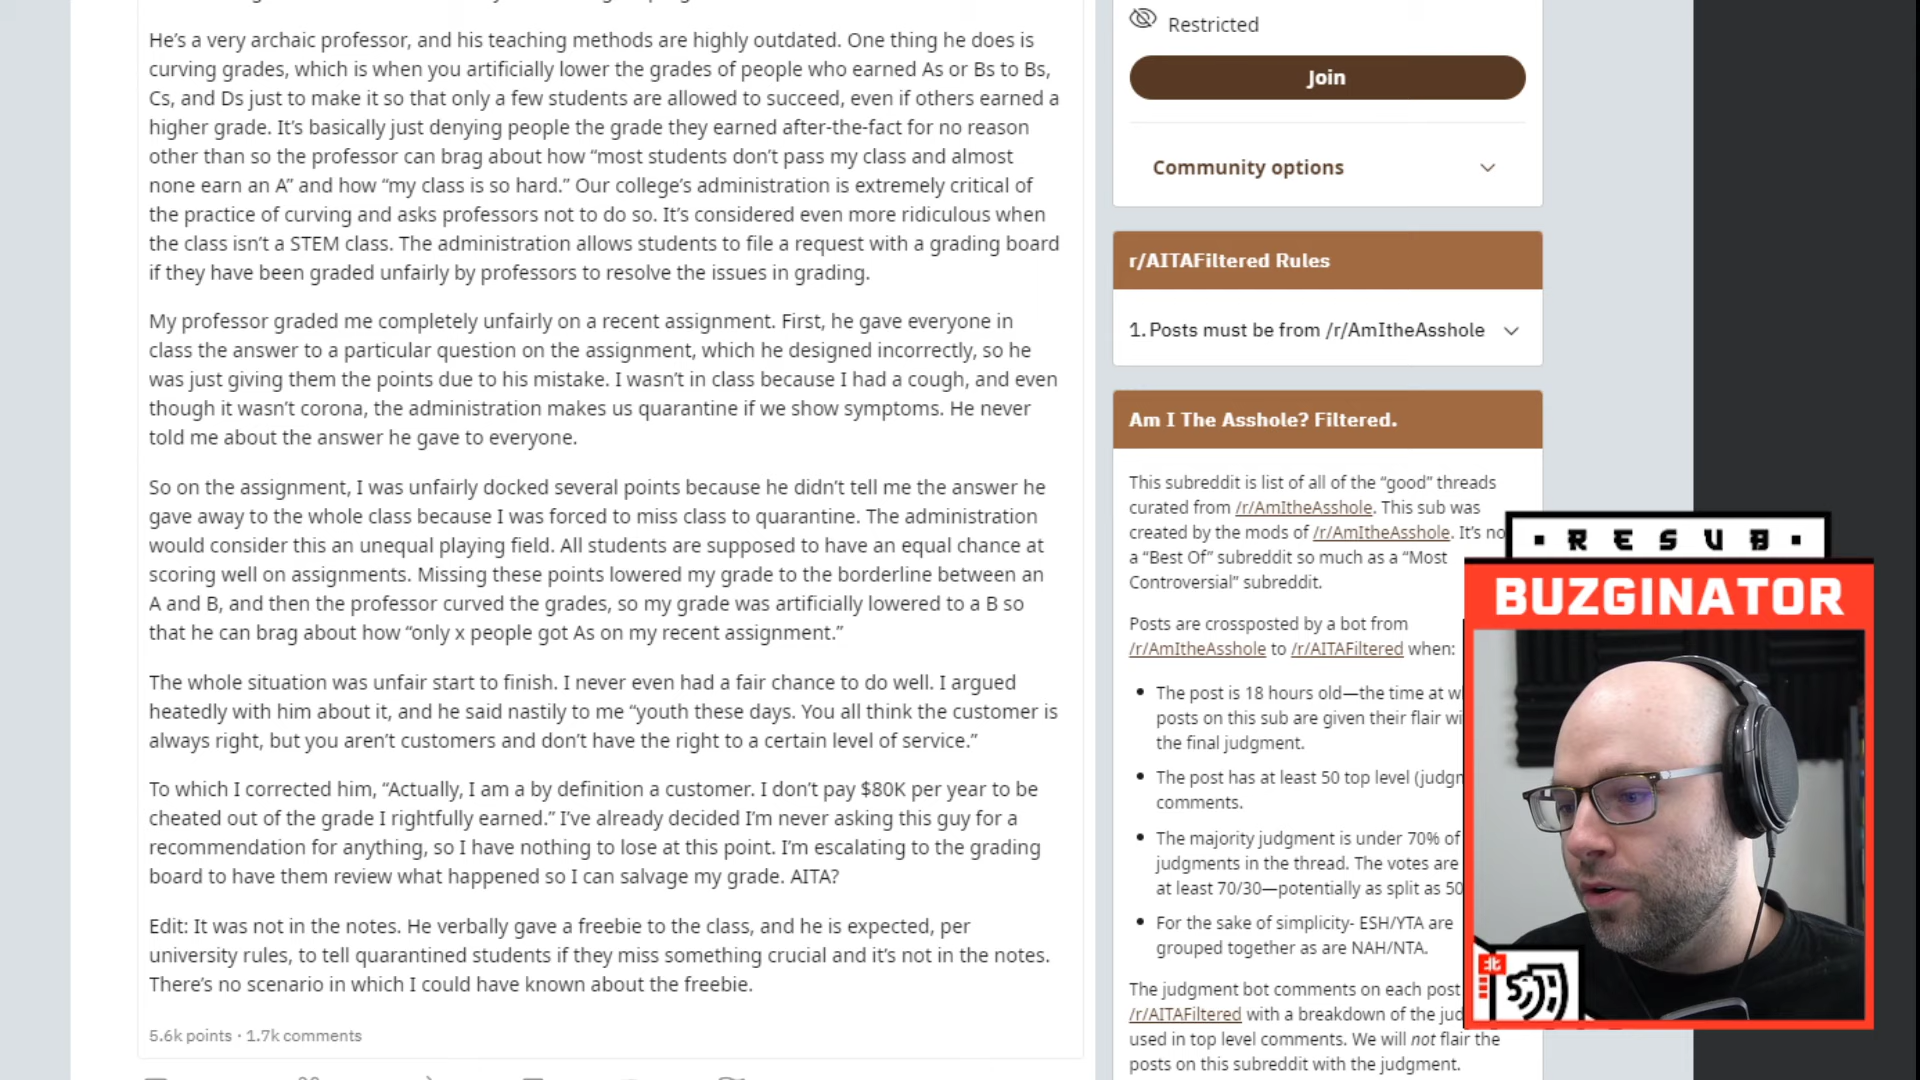 He's a very archaic professor, and his teaching methods are highly outdated. One thing he does is
curving grades, which is when you artificially lower the grades of people who earned As or Bs to Bs,
Cs, and Ds just to make it so that only a few students are allowed to succeed, even if others earned a
higher grade. It's basically just denying people the grade they earned after-the-fact for no reason
other than so the professor can brag about how “most students don't pass my class and almost
none earn an A” and how “my class is so hard.” Our college's administration is extremely critical of
the practice of curving and asks professors not to do so. It's considered even more ridiculous when
the class isn't a STEM class. The administration allows students to file a request with a grading board
if they have been graded unfairly by professors to resolve the issues in grading.
My professor graded me completely unfairly on a recent assignment. First, he gave everyone in
class the answer to a particular question on the assignment, which he designed incorrectly, so he
was just giving them the points due to his mistake. I wasn't in class because I had a cough, and even
though it wasn't corona, the administration makes us quarantine if we show symptoms. He never
told me about the answer he gave to everyone.
So on the assignment, I was unfairly docked several points because he didn't tell me the answer he
gave away to the whole class because I was forced to miss class to quarantine. The administration
would consider this an unequal playing field. All students are supposed to have an equal chance at
scoring well on assignments. Missing these points lowered my grade to the borderline between an
A and B, and then the professor curved the grades, so my grade was artificially lowered to a B so
that he can brag about how “only x people got As on my recent assignment.”
The whole situation was unfair start to finish. I never even had a fair chance to do well. I argued
heatedly with him about it, and he said nastily to me “youth these days. You all think the customer is
always right, but you aren't customers and don't have the right to a certain level of service.”
To which I corrected him, “Actually, I am a by definition a customer. I don't pay $80K per year to be
cheated out of the grade I rightfully earned.” I've already decided I'm never asking this guy for a
recommendation for anything, so I have nothing to lose at this point. I'm escalating to the grading
board to have them review what happened so I can salvage my grade. AITA?
Edit: It was not in the notes. He verbally gave a freebie to the class, and he is expected, per
university rules, to tell quarantined students if they miss something crucial and it's not in the notes.
There's no scenario in which I could have known about the freebie.
5.6k points · 1.7k comments
Restricted
Join
Community options
r/AITAFiltered Rules
1. Posts must be from /r/AmItheAsshole
Am I The Asshole? Filtered.
This subreddit is list of all of the “good” threads
curated from /r/AmItheAsshole. This sub was
created by the mods of /r/AmItheAsshole. It's no
a “Best Of” subreddit so much as a “Most
Controversial” subreddit.
Posts are crossposted by a bot from
/r/AmItheAsshole to /r/AITAFiltered when:
• The post is 18 hours old—the time at w
posts on this sub are given their flair wi
the final judgment.
• The post has at least 50 top level (judgn
comments.
• The majority judgment is under 70% of
judgments in the thread. The votes are
at least 70/30—potentially as split as 50
• For the sake of simplicity- ESH/YTA are
grouped together as are NAH/NTA.
The judgment bot comments on each post
/r/AITAFiltered with a breakdown of the jud
used in top level comments. We will not flair the
posts on this subreddit with the judgment.
• RESUB •
BUZGINATOR
北